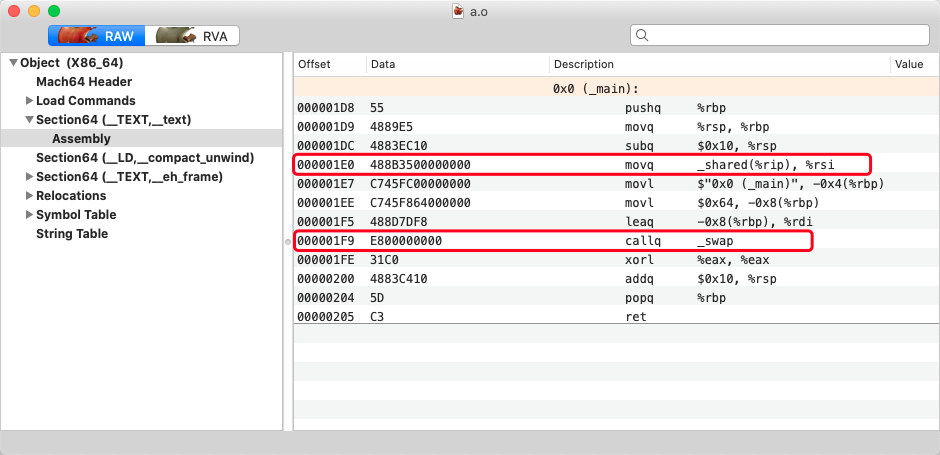 a.o
RAW RVA
Object (X86_64)
Mach64 Header
Load Commands
Section64 (__TEXT,__text)
Assembly
Section64 (__LD,__compact_unwind)
Section64 (__TEXT,__eh_frame)
Relocations
Symbol Table
String Table
Offset Data Description Value
0x0 (_main):
000001D8 55 pushq %rbp
000001D9 4889E5 movq %rsp, %rbp
000001DC 4883EC10 subq $0x10, %rsp
000001E0 488B3500000000 movq _shared(%rip), %rsi
000001E7 C745FC00000000 movl $"0x0 (_main)", -0x4(%rbp)
000001EE C745F864000000 movl $0x64, -0x8(%rbp)
000001F5 488D7DF8 leaq -0x8(%rbp), %rdi
000001F9 E800000000 callq _swap
000001FE 31C0 xorl %eax, %eax
00000200 4883C410 addq $0x10, %rsp
00000204 5D popq %rbp
00000205 C3 ret